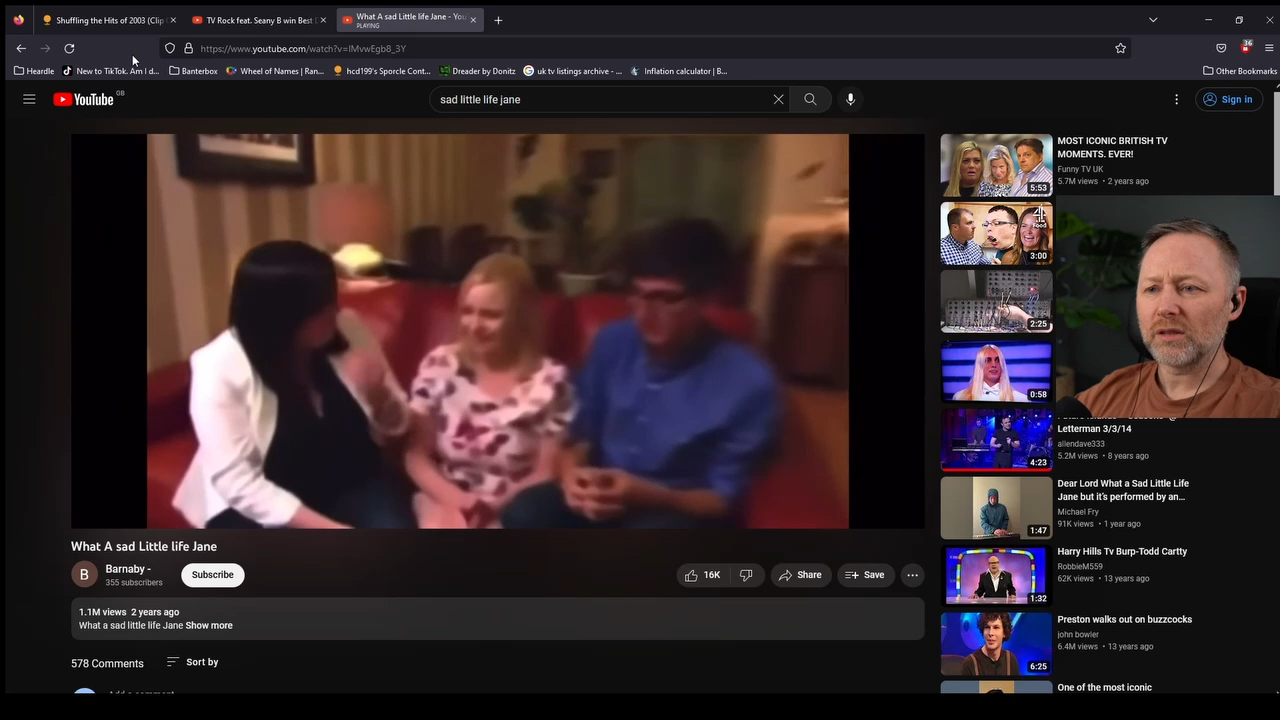 Shuffling the Hits of 2003 (Clip
TV Rock feat. Seany B win Best
What A sad Little life Jane - You
PLAYING
https://www.youtube.com/watch?v=lMvwEgb8_3Y
36
Heardle
New to TikTok. Am I d...
Banterbox
Wheel of Names | Ran...
hcd199's Sporcle Cont...
Dreader by Donitz
uk tv listings archive - ...
Inflation calculator | B...
Other Bookmarks
YouTube GB
sad little life jane
Sign in
MOST ICONIC BRITISH TV
MOMENTS. EVER!
Funny TV UK
5.7M views • 2 years ago
5:53
4 Food
3:00
2:25
0:58
Letterman 3/3/14
allendave333
5.2M views • 8 years ago
4:23
Dear Lord What a Sad Little Life
Jane but it's performed by an...
Michael Fry
91K views • 1 year ago
1:47
Harry Hills Tv Burp-Todd Cartty
RobbieM559
62K views • 13 years ago
1:32
Preston walks out on buzzcocks
john bowler
6.4M views • 13 years ago
6:25
One of the most iconic
What A sad Little life Jane
B
Barnaby -
355 subscribers
Subscribe
16K
Share
Save
1.1M views 2 years ago
What a sad little life Jane Show more
578 Comments
Sort by
Add a comment...